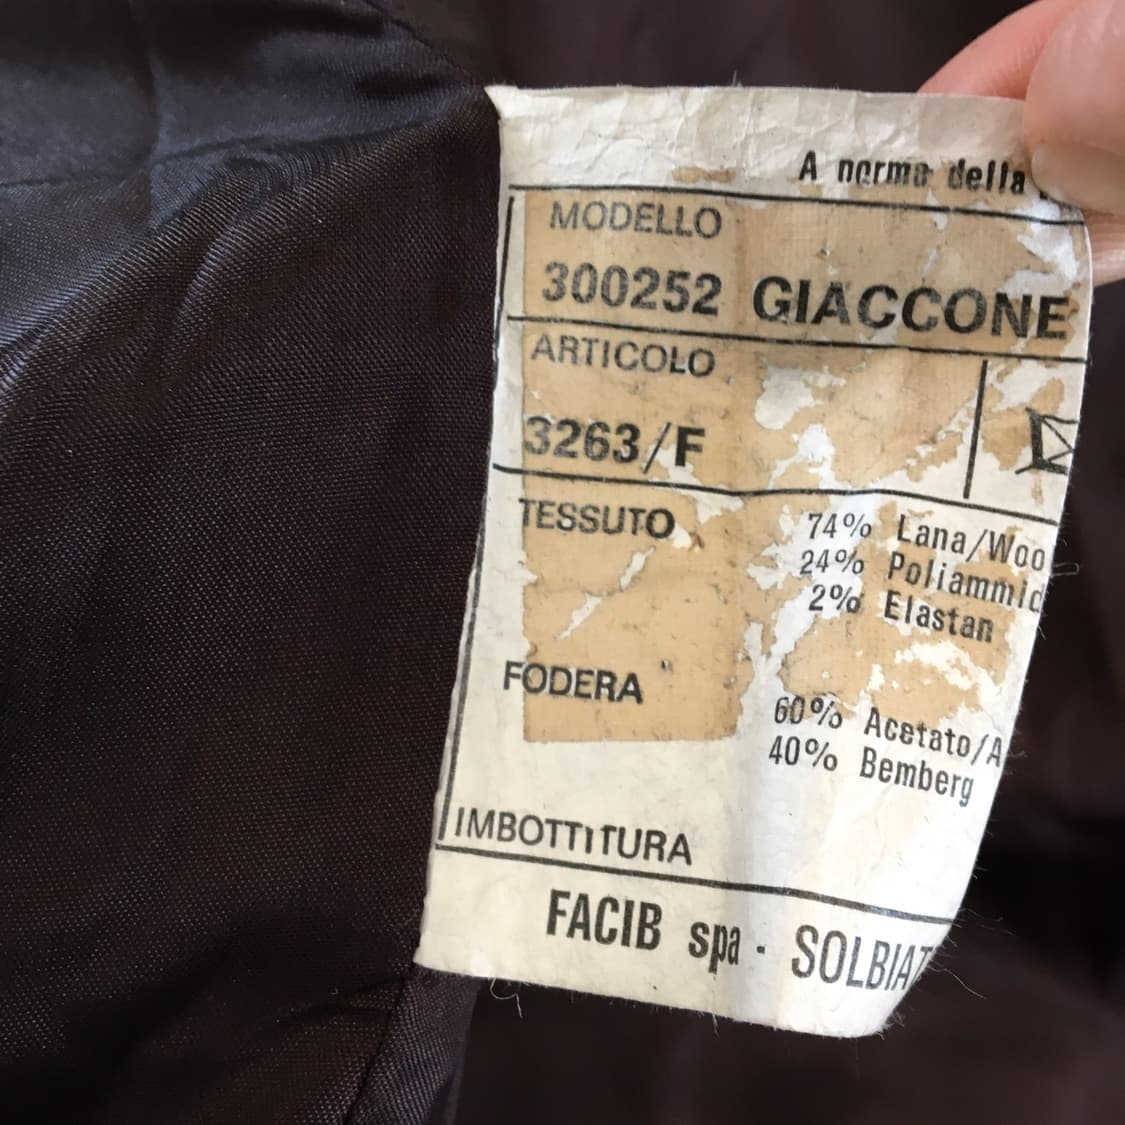 A norma della
MODELLO
300252 GIACCONE
ARTICOLO
3263/F
TESSUTO 74% Lana/Woo
24% Poliammid
2% Elastan
FODERA 60% Acetato/A
40% Bemberg
IMBOTTITURA
FACIB spa - SOLBIAT